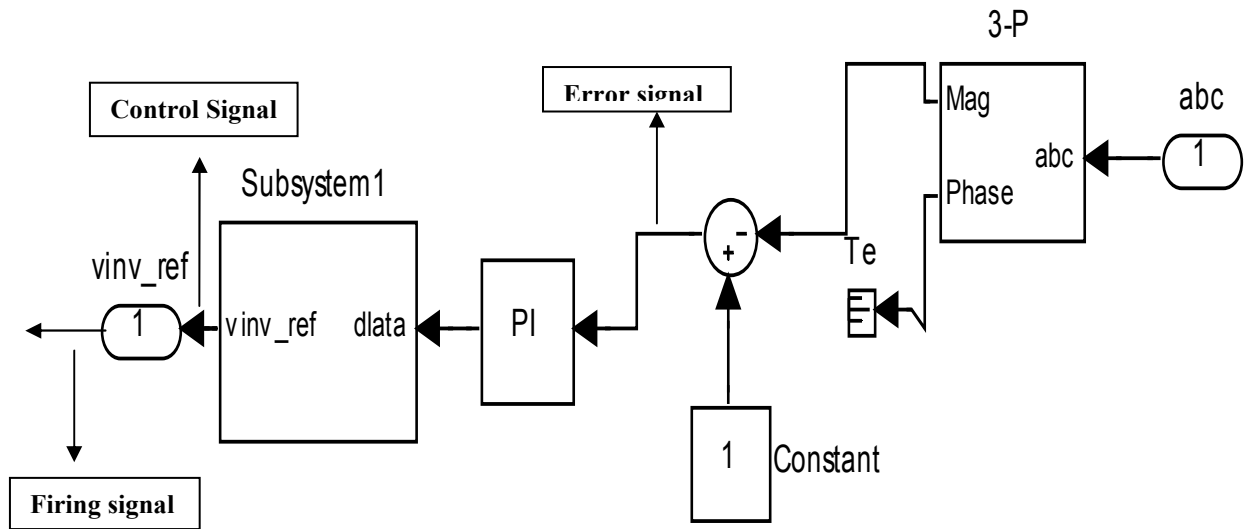 3-P
Control Signal
Error signal
Mag
abc
1
abc
Phase
Subsystem1
Te
vinv_ref
1
vinv_ref
dlata
PI
1
Constant
Firing signal
+
-